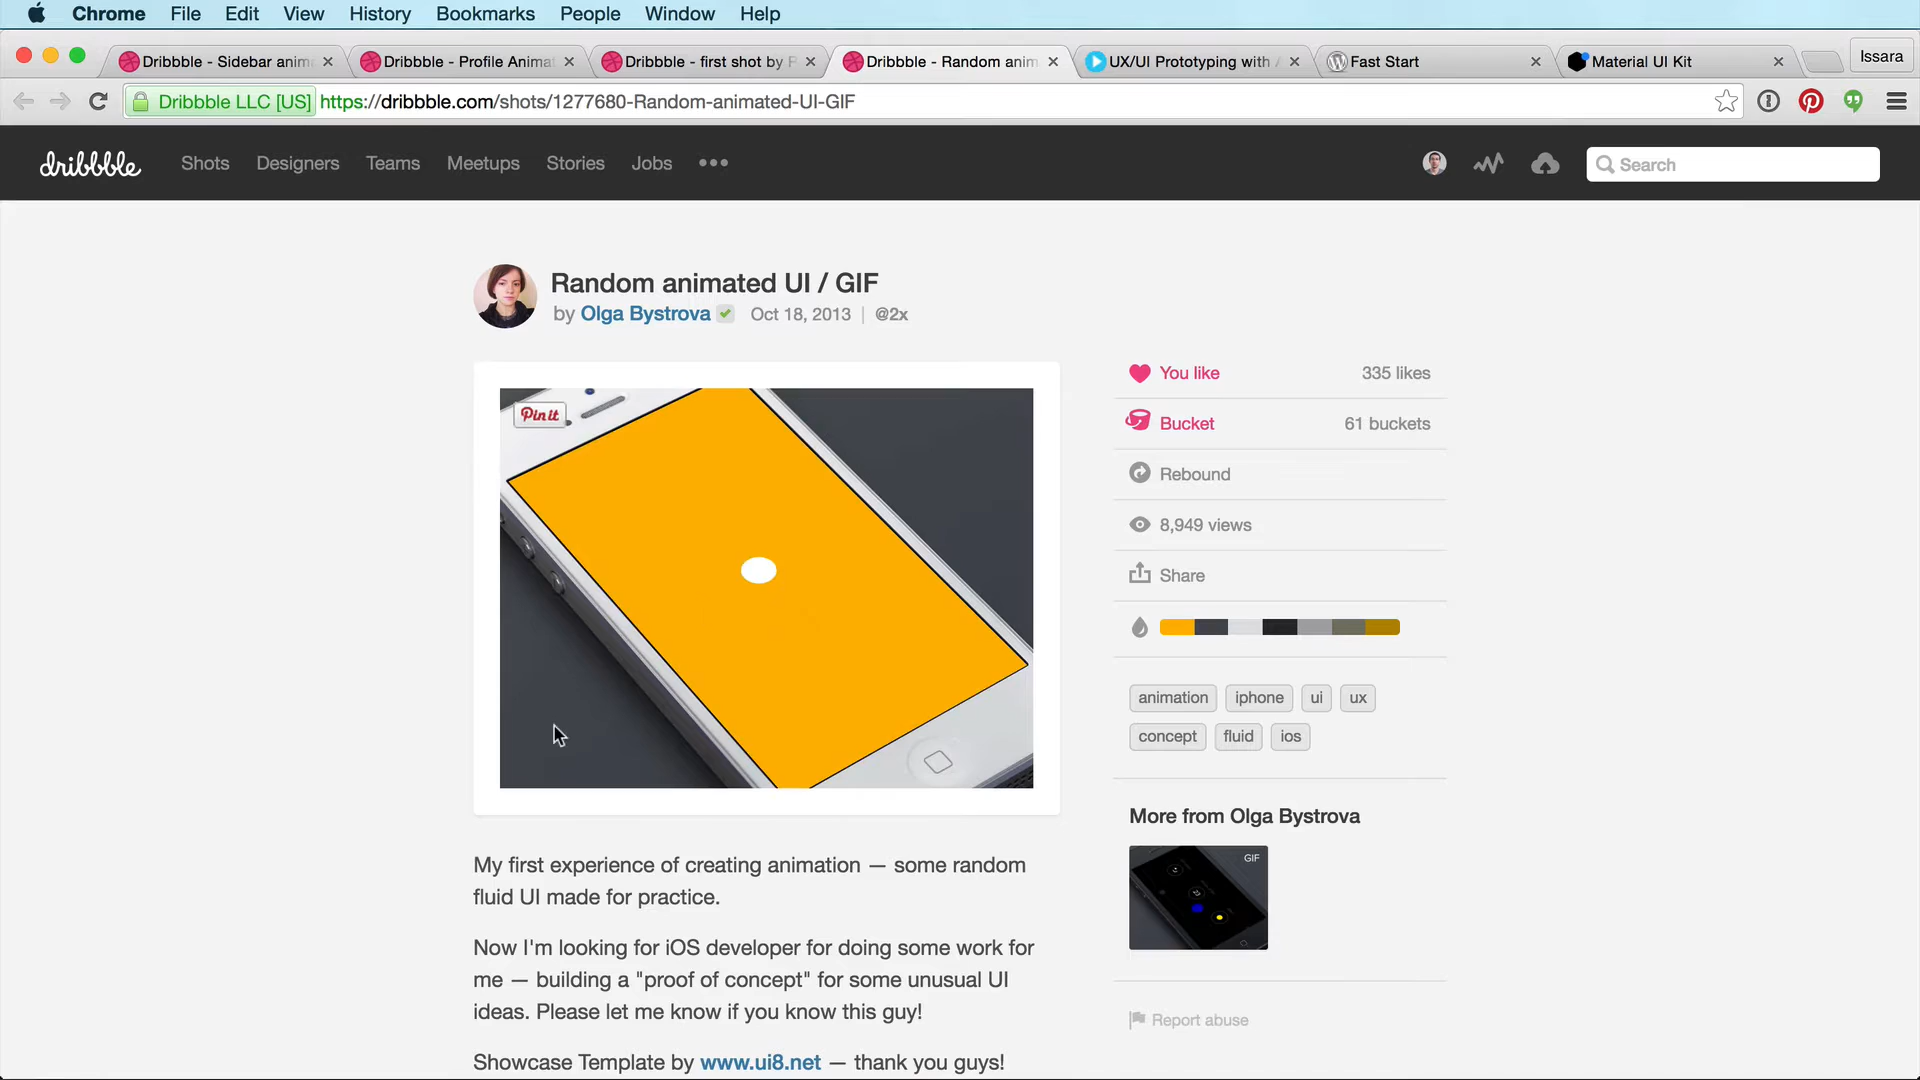 Chrome File Edit View History Bookmarks People Window Help
Dribbble - Sidebar anim
Dribbble - Profile Animat
Dribbble - first shot by P
Dribbble - Random anim
UX/UI Prototyping with A
Fast Start
Material UI Kit
Issara
Dribbble LLC [US] https://dribbble.com/shots/1277680-Random-animated-UI-GIF
dribbble Shots Designers Teams Meetups Stories Jobs ••• Search
Random animated UI / GIF
by Olga Bystrova Oct 18, 2013 | @2x
Pin it
You like 335 likes
Bucket 61 buckets
Rebound
8,949 views
Share
animation iphone ui ux
concept fluid ios
More from Olga Bystrova
GIF
Report abuse
My first experience of creating animation — some random
fluid UI made for practice.
Now I'm looking for iOS developer for doing some work for
me — building a "proof of concept" for some unusual UI
ideas. Please let me know if you know this guy!
Showcase Template by www.ui8.net — thank you guys!